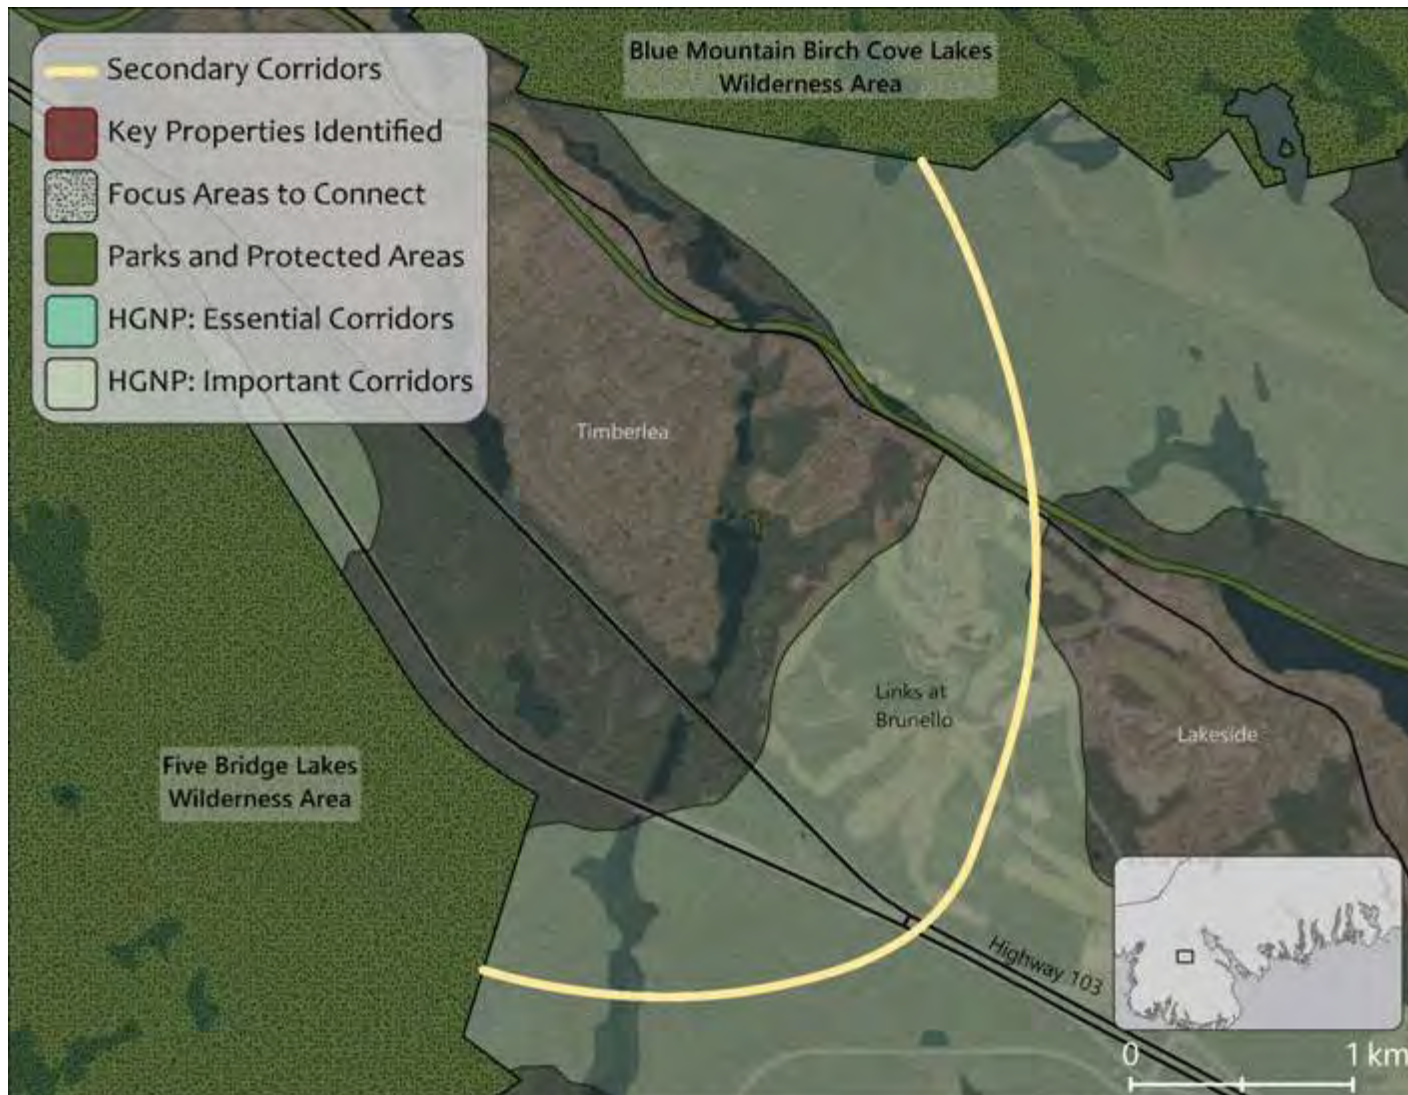 Blue Mountain Birch Cove Lakes
Wilderness Area
Secondary Corridors
Key Properties Identified
Focus Areas to Connect
Parks and Protected Areas
HGNP: Essential Corridors
HGNP: Important Corridors
Timberlea
Links at
Brunello
Lakeside
Five Bridge Lakes
Wilderness Area
Highway 103
0 1 km